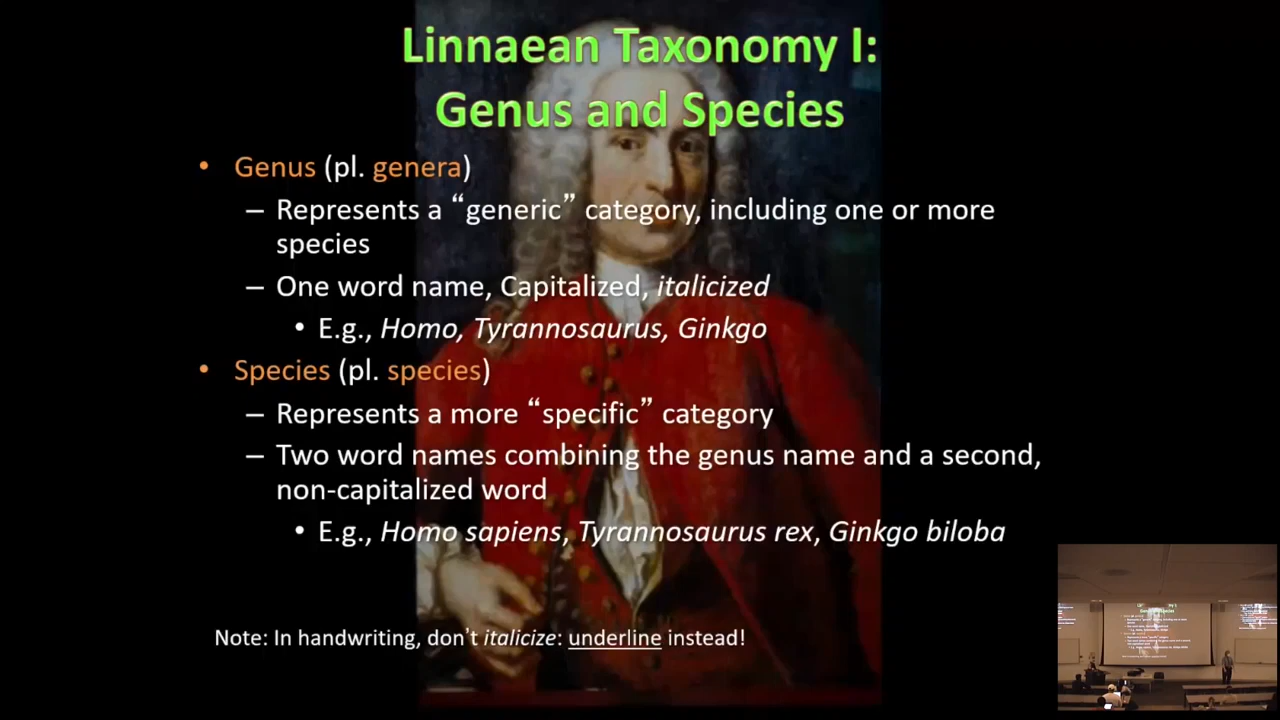 Linnaean Taxonomy I:
Genus and Species
• Genus (pl. genera)
– Represents a “generic” category, including one or more
species
– One word name, Capitalized, italicized
• E.g., Homo, Tyrannosaurus, Ginkgo
• Species (pl. species)
– Represents a more “specific” category
– Two word names combining the genus name and a second,
non-capitalized word
• E.g., Homo sapiens, Tyrannosaurus rex, Ginkgo biloba
Note: In handwriting, don't italicize: underline instead!